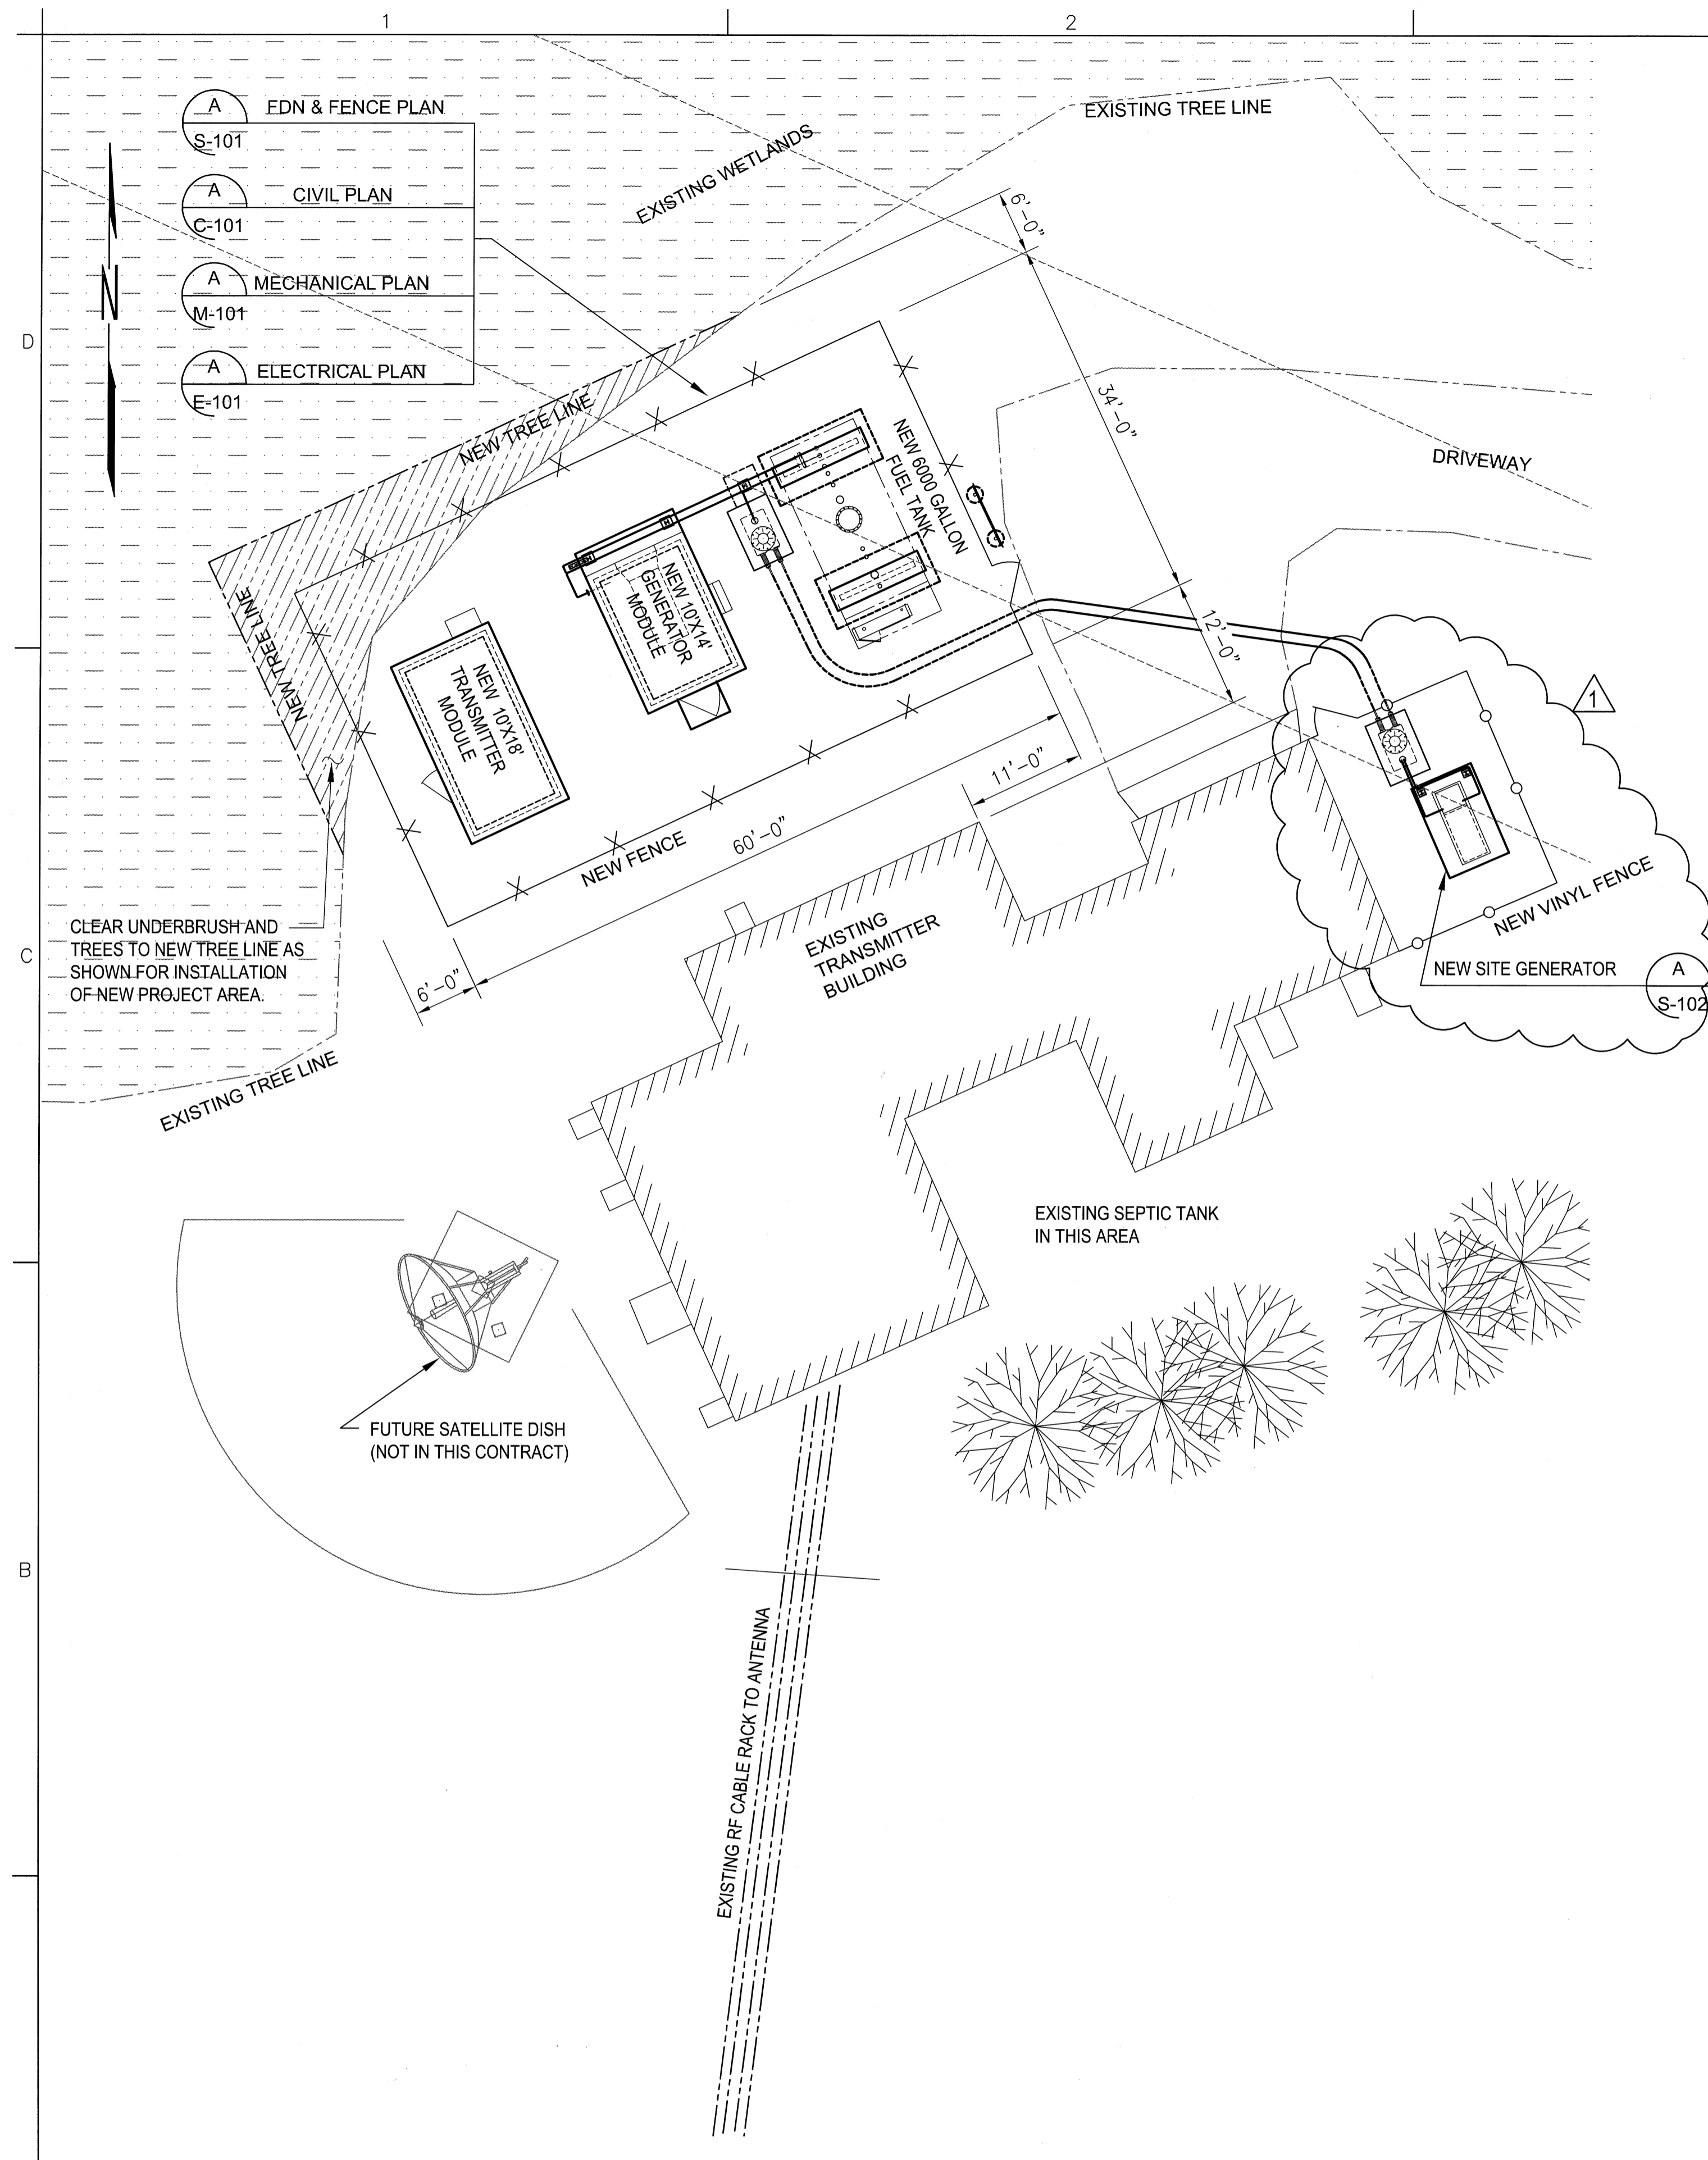 1
2
A
FDN & FENCE PLAN
S-101
A
CIVIL PLAN
C-101
A
MECHANICAL PLAN
M-101
A
ELECTRICAL PLAN
E-101
N
D
EXISTING WETLANDS
EXISTING TREE LINE
6'-0"
34'-0"
DRIVEWAY
NEW TREE LINE
NEW 6000 GALLON
FUEL TANK
NEW 10'X14'
GENERATOR
MODULE
12'-0"
NEW TREE LINE
NEW 10'X18'
TRANSMITTER
MODULE
1
11'-0"
60'-0"
NEW FENCE
NEW VINYL FENCE
C
CLEAR UNDERBRUSH AND
TREES TO NEW TREE LINE AS
SHOWN FOR INSTALLATION
OF NEW PROJECT AREA.
6'-0"
EXISTING
TRANSMITTER
BUILDING
NEW SITE GENERATOR
A
S-102
EXISTING TREE LINE
EXISTING SEPTIC TANK
IN THIS AREA
FUTURE SATELLITE DISH
(NOT IN THIS CONTRACT)
B
EXISTING RF CABLE RACK TO ANTENNA